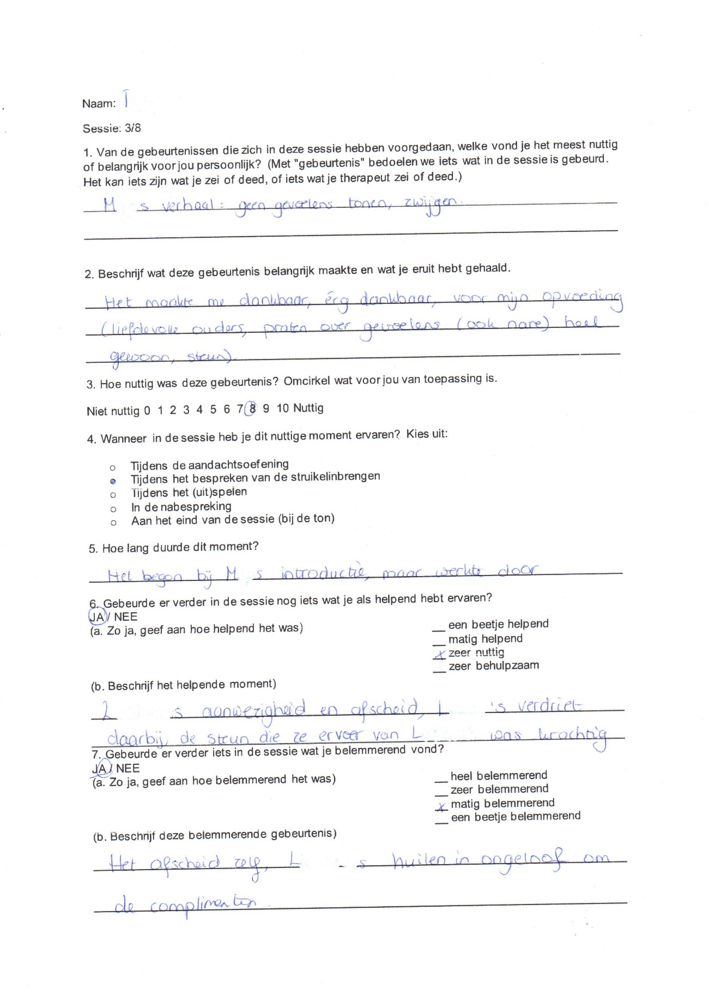 Naam: T
Sessie: 3/8
1. Van de gebeurtenissen die zich in deze sessie hebben voorgedaan, welke vond je het meest nuttig
of belangrijk voor jou persoonlijk? (Met "gebeurtenis" bedoelen we iets wat in de sessie is gebeurd.
Het kan iets zijn wat je zei of deed, of iets wat je therapeut zei of deed.)
M s verhaal: geen gevoelens tonen, zwijgen.
2. Beschrijf wat deze gebeurtenis belangrijk maakte en wat je eruit hebt gehaald.
Het maakte me dankbaar, érg dankbaar, voor mijn opvoeding
(liefdevolle ouders, praten over gevoelens (ook nare) heel
gewoon, steun).
3. Hoe nuttig was deze gebeurtenis? Omcirkel wat voor jou van toepassing is.
Niet nuttig 0 1 2 3 4 5 6 7 8 9 10 Nuttig
4. Wanneer in de sessie heb je dit nuttige moment ervaren? Kies uit:
o Tijdens de aandachtsoefening
● Tijdens het bespreken van de struikelinbrengen
o Tijdens het (uit)spelen
o In de nabespreking
o Aan het eind van de sessie (bij de ton)
5. Hoe lang duurde dit moment?
Het begon bij M s introductie, maar werkte door
6. Gebeurde er verder in de sessie nog iets wat je als helpend hebt ervaren?
JA / NEE
(a. Zo ja, geef aan hoe helpend het was)
__ een beetje helpend
__ matig helpend
x zeer nuttig
__ zeer behulpzaam
(b. Beschrijf het helpende moment)
L s aanwezigheid en afscheid, L 's verdriet
daarbij, de steun die ze ervoer van L was krachtig
7. Gebeurde er verder iets in de sessie wat je belemmerend vond?
JA / NEE
(a. Zo ja, geef aan hoe belemmerend het was)
__ heel belemmerend
__ zeer belemmerend
x matig belemmerend
__ een beetje belemmerend
(b. Beschrijf deze belemmerende gebeurtenis)
Het afscheid zelf, L s huilen in ongeloof om
de complimenten